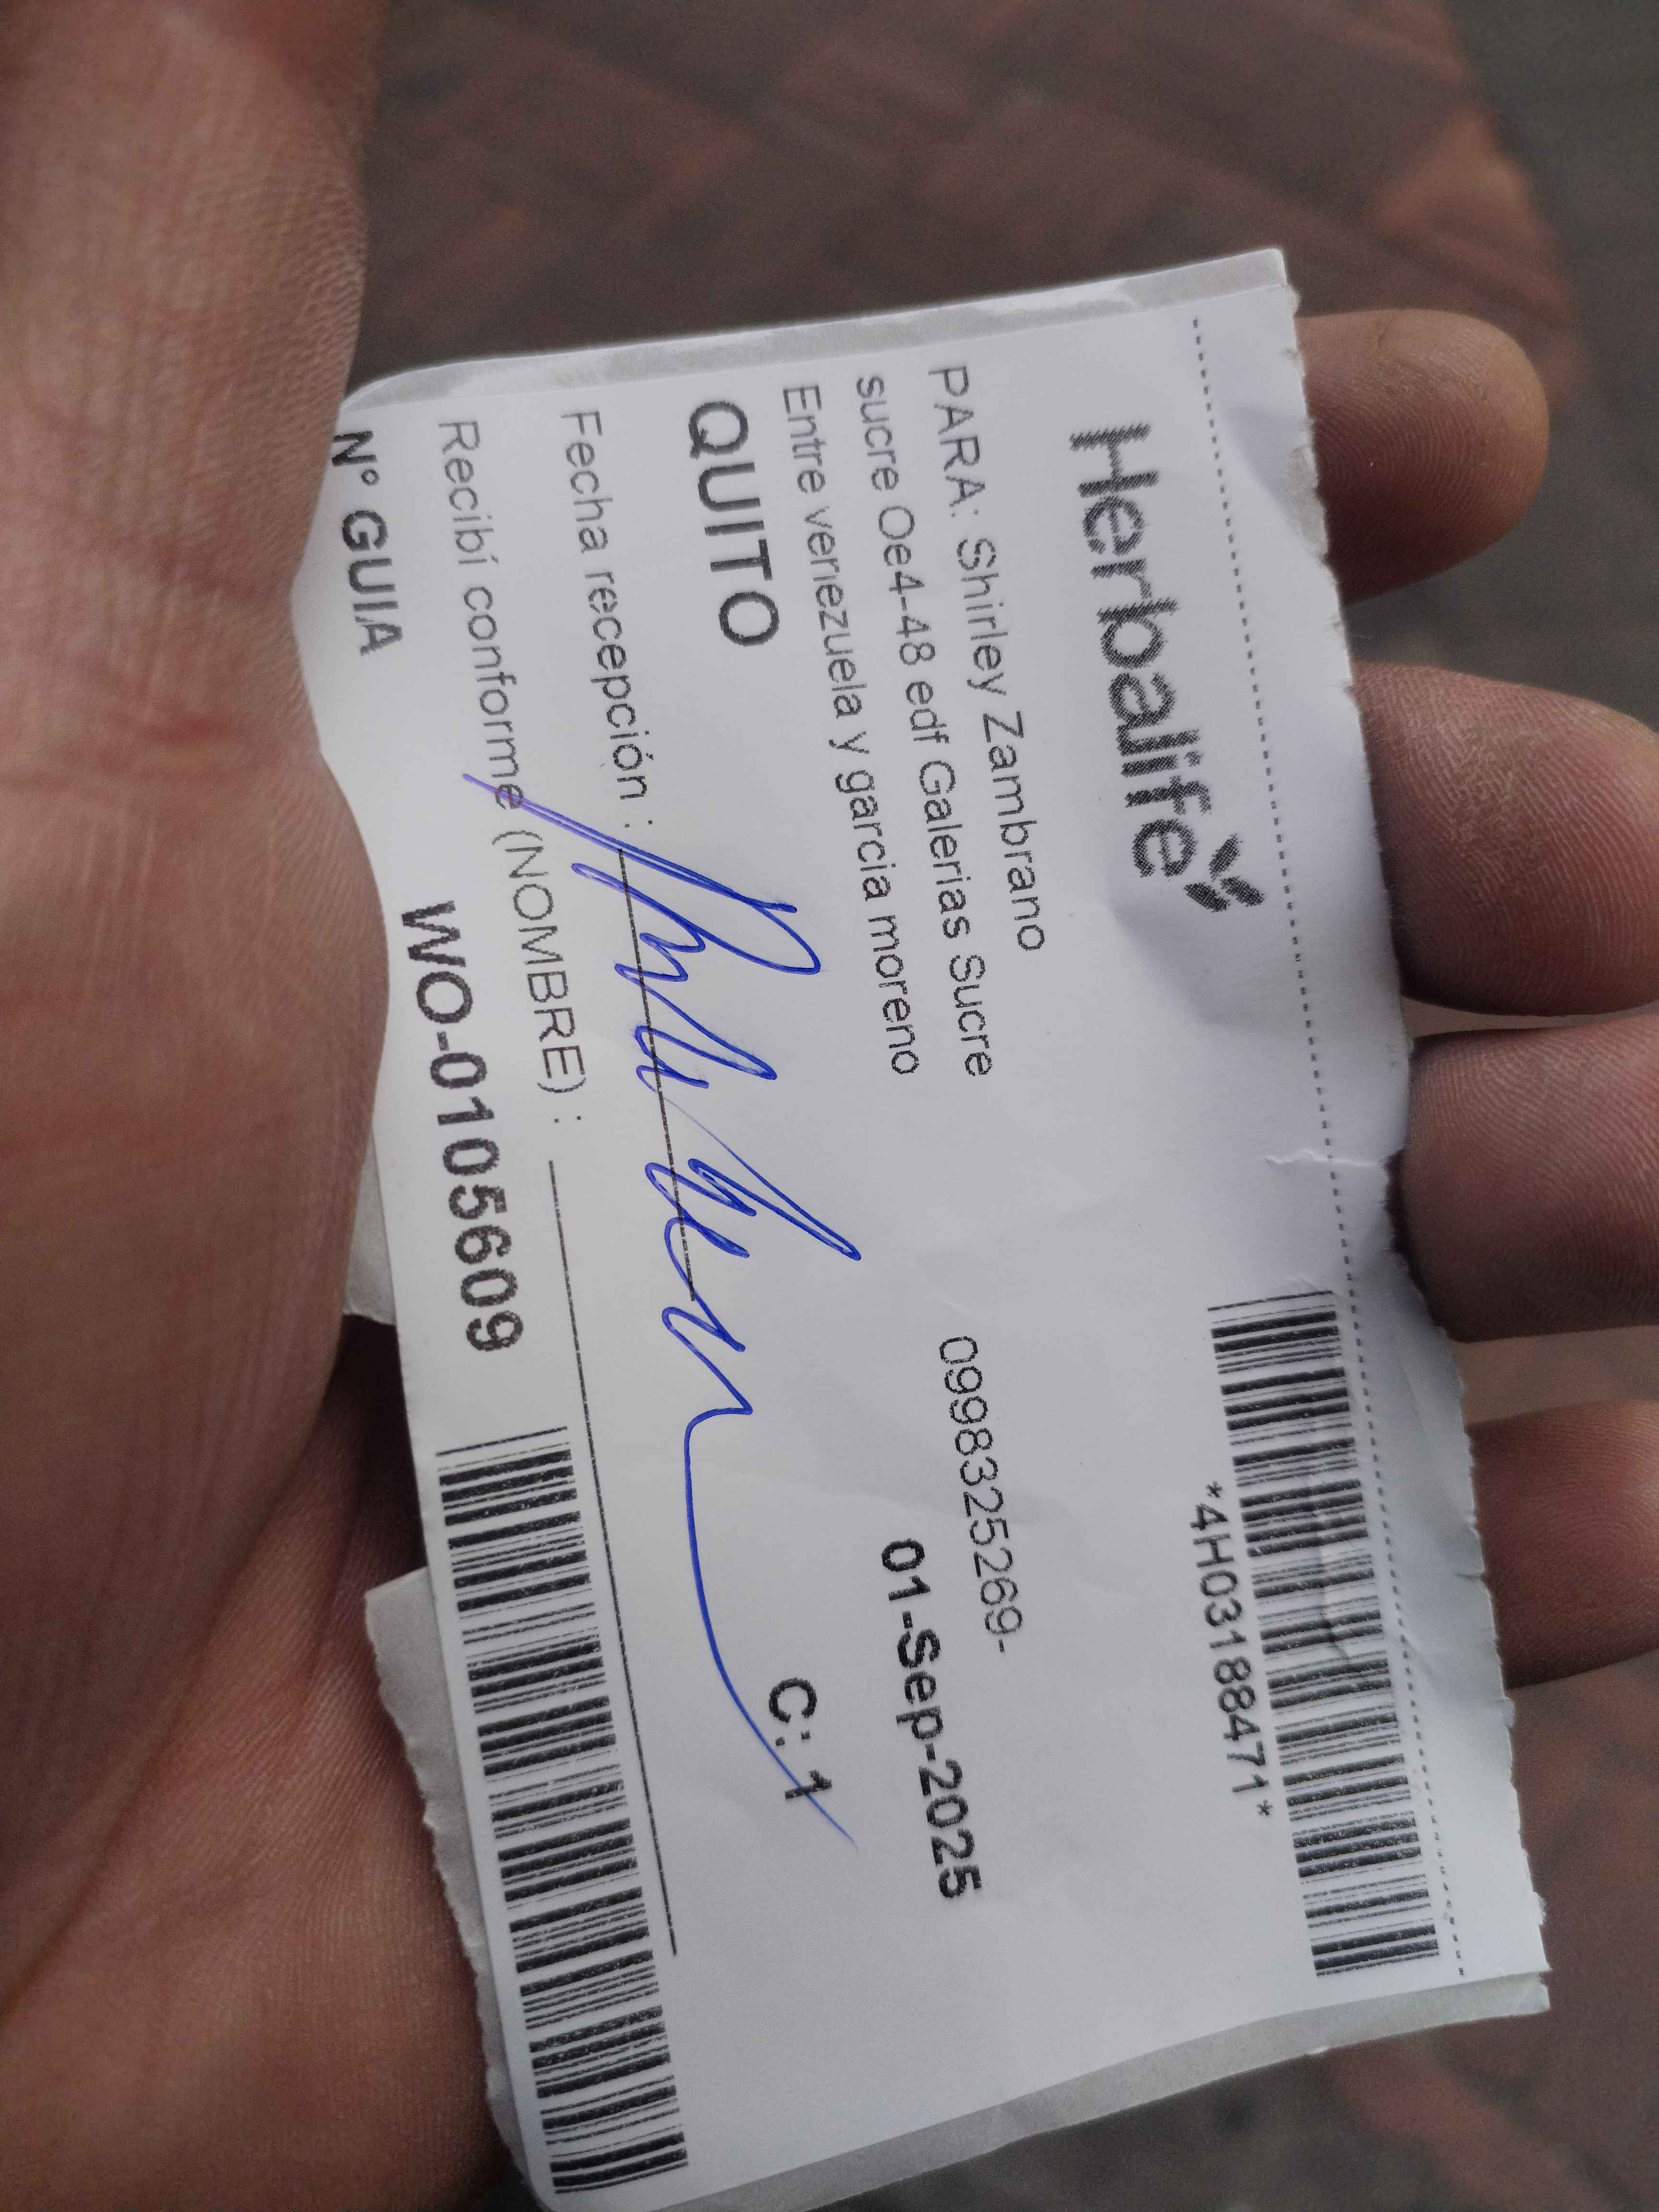 Herbalife
*4H03188471*
PARA: Shirley Zambrano
0998325269-
sucre Oe4-48 edf Galerias Sucre
Entre venezuela y garcia moreno
01-Sep-2025
QUITO
C: 1
Fecha recepción :
Recibí conforme (NOMBRE) :
N° GUIA WO-0105609